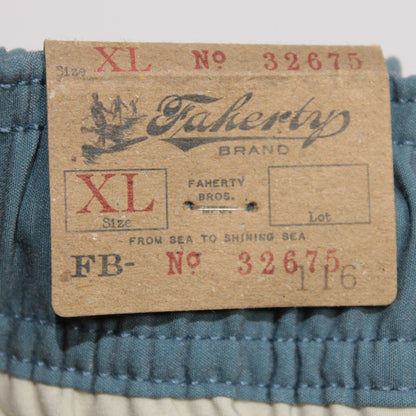 Size XL No 32675
Faherty
BRAND
XL
Size
FAHERTY
BROS.
MFG.
Lot
FROM SEA TO SHINING SEA
FB- No 32675
116